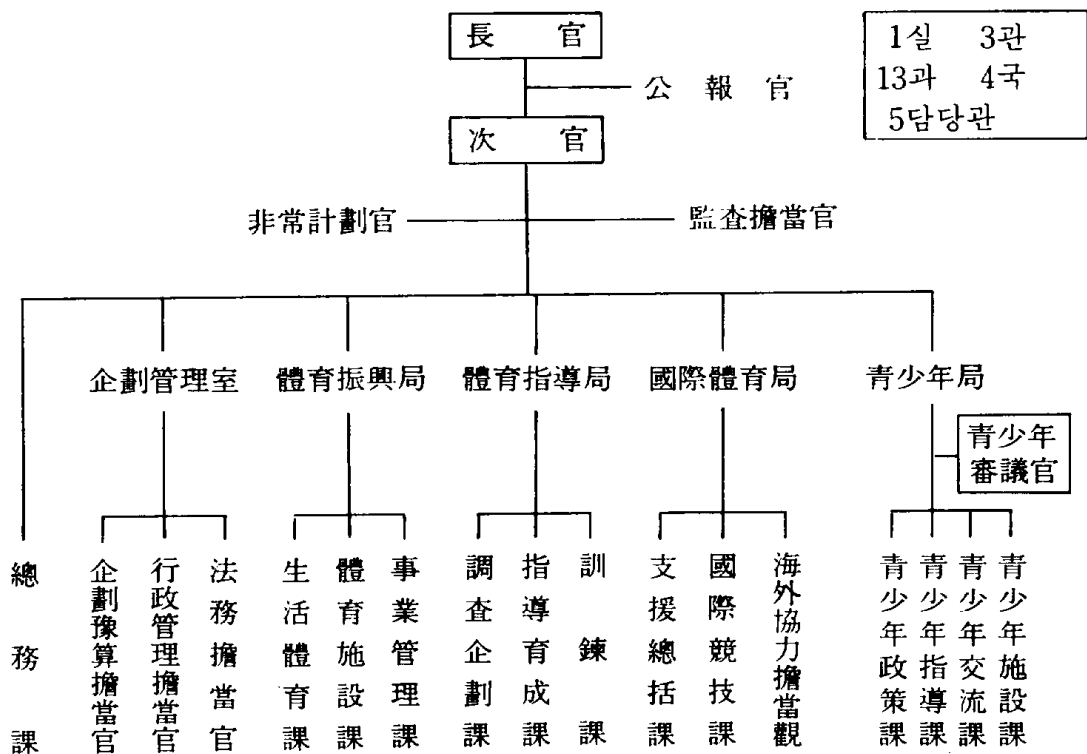 長 官
1실 3관
13과 4국
5담당관
公 報 官
次 官
非常計劃官
監査擔當官
企劃管理室
體育振興局
體育指導局
國際體育局
青少年局
青少年
審議官
總務課
企劃豫算擔當官
行政管理擔當官
法務擔當官
生活體育課
體育施設課
事業管理課
調査企劃課
指導育成課
訓鍊課
支援總括課
國際競技課
海外協力擔當觀
青少年政策課
青少年指導課
青少年交流課
青少年施設課